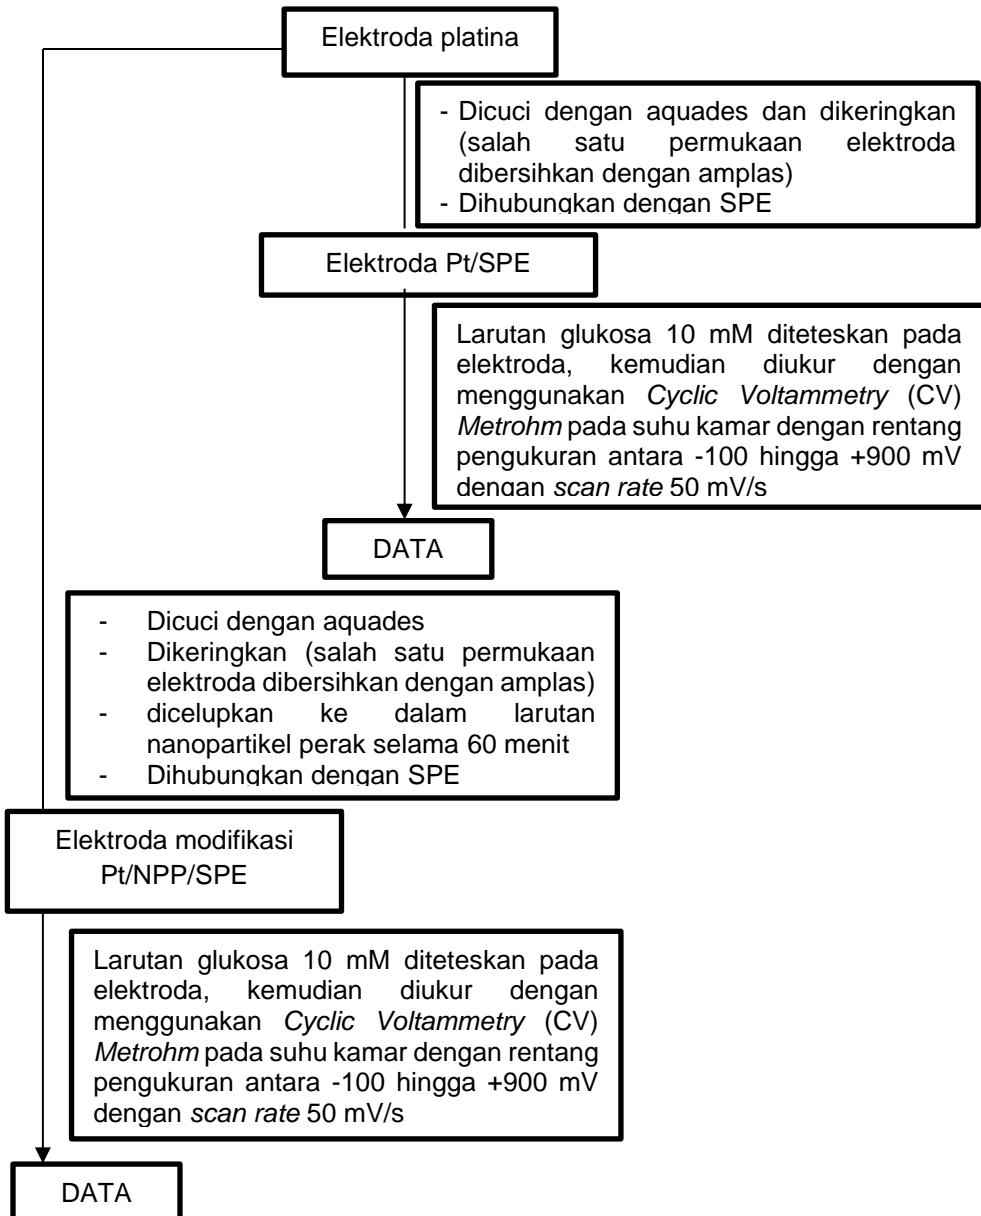 Elektroda platina
- Dicuci dengan aquades dan dikeringkan
(salah satu permukaan elektroda
dibersihkan dengan amplas)
- Dihubungkan dengan SPE
Elektroda Pt/SPE
Larutan glukosa 10 mM diteteskan pada
elektroda, kemudian diukur dengan
menggunakan Cyclic Voltammetry (CV)
Metrohm pada suhu kamar dengan rentang
pengukuran antara -100 hingga +900 mV
dengan scan rate 50 mV/s
DATA
- Dicuci dengan aquades
- Dikeringkan (salah satu permukaan
elektroda dibersihkan dengan amplas)
- dicelupkan ke dalam larutan
nanopartikel perak selama 60 menit
- Dihubungkan dengan SPE
Elektroda modifikasi
Pt/NPP/SPE
Larutan glukosa 10 mM diteteskan pada
elektroda, kemudian diukur dengan
menggunakan Cyclic Voltammetry (CV)
Metrohm pada suhu kamar dengan rentang
pengukuran antara -100 hingga +900 mV
dengan scan rate 50 mV/s
DATA